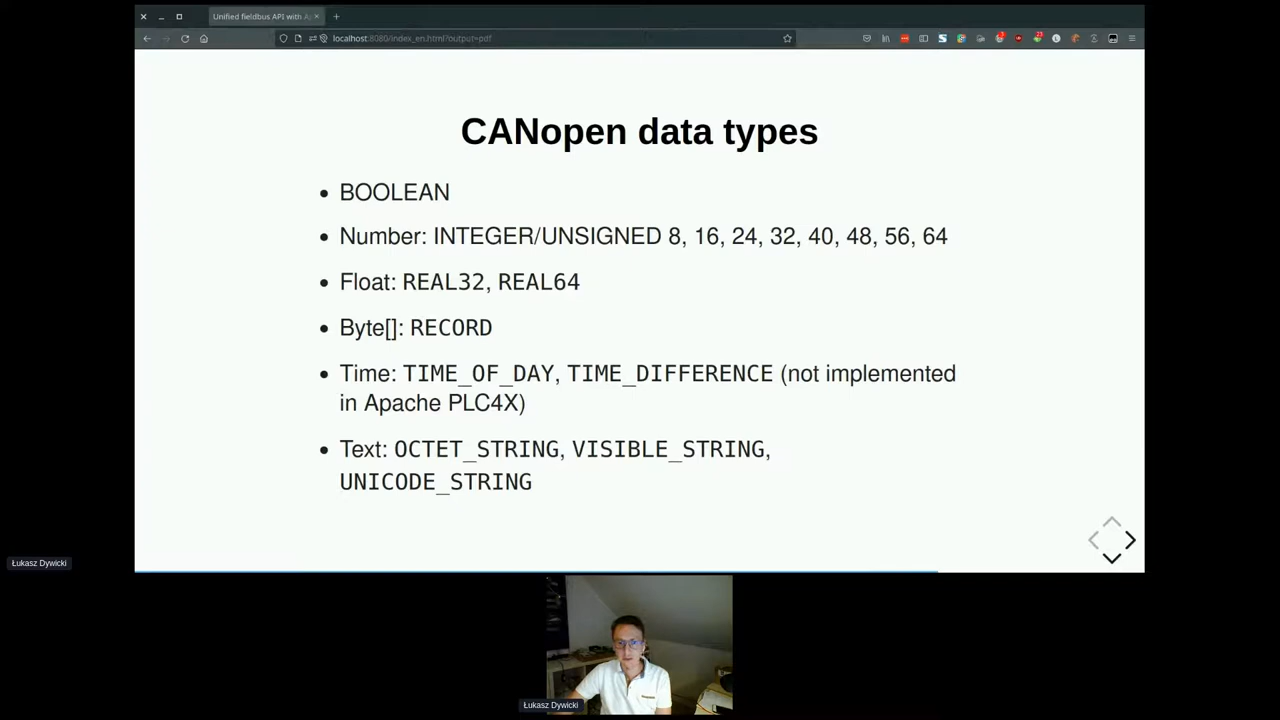 Unified fieldbus API with Ap
localhost:8080/index_en.html?output=pdf
CANopen data types
• BOOLEAN
• Number: INTEGER/UNSIGNED 8, 16, 24, 32, 40, 48, 56, 64
• Float: REAL32, REAL64
• Byte[]: RECORD
• Time: TIME_OF_DAY, TIME_DIFFERENCE (not implemented
in Apache PLC4X)
• Text: OCTET_STRING, VISIBLE_STRING,
UNICODE_STRING
Łukasz Dywicki
Łukasz Dywicki